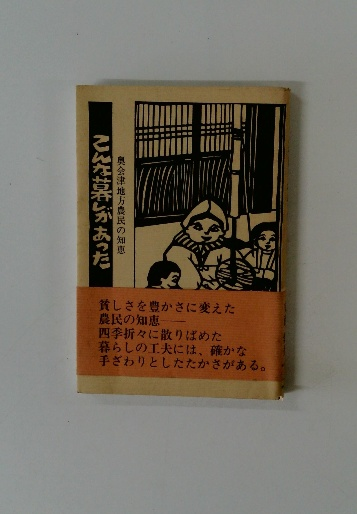 こんな暮しがあった
奥会津地方農民の知恵
貧しさを豊かさに変えた
農民の知恵——
四季折々に散りばめた
暮らしの工夫には、確かな
手ざわりとしたたかさがある。